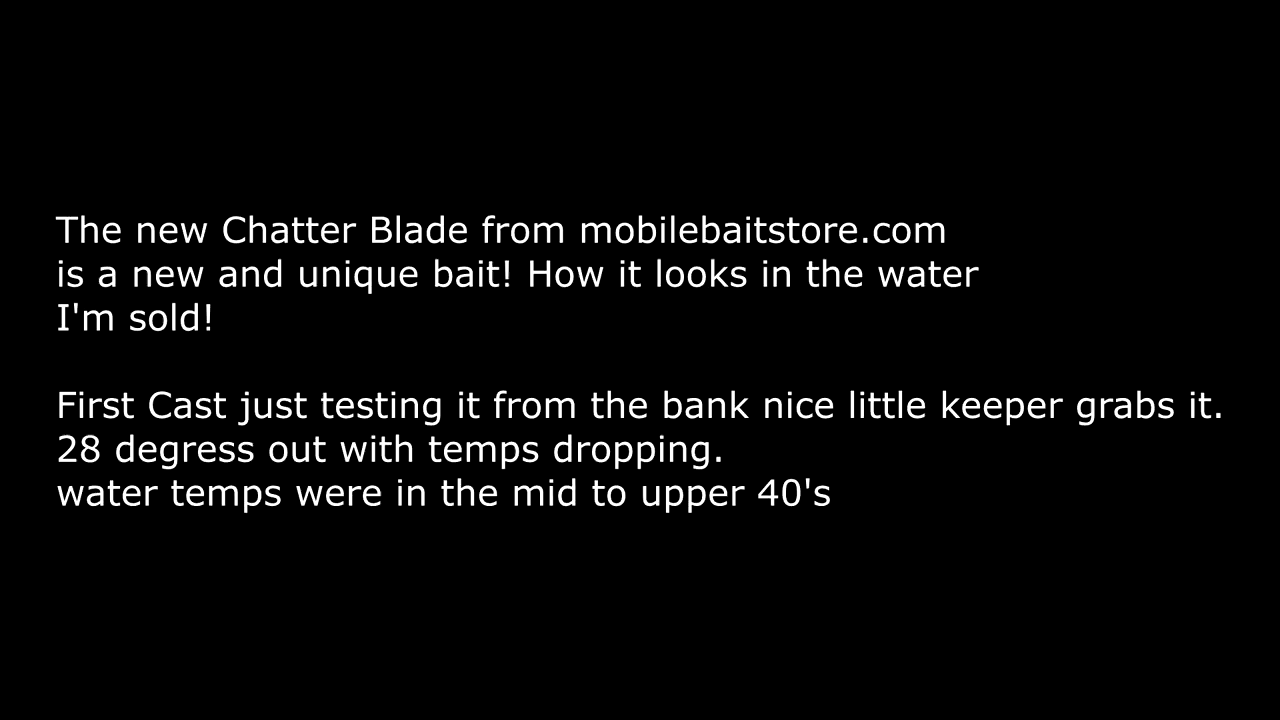 The new Chatter Blade from mobilebaitstore.com
is a new and unique bait! How it looks in the water
I'm sold!
First Cast just testing it from the bank nice little keeper grabs it.
28 degress out with temps dropping.
water temps were in the mid to upper 40's